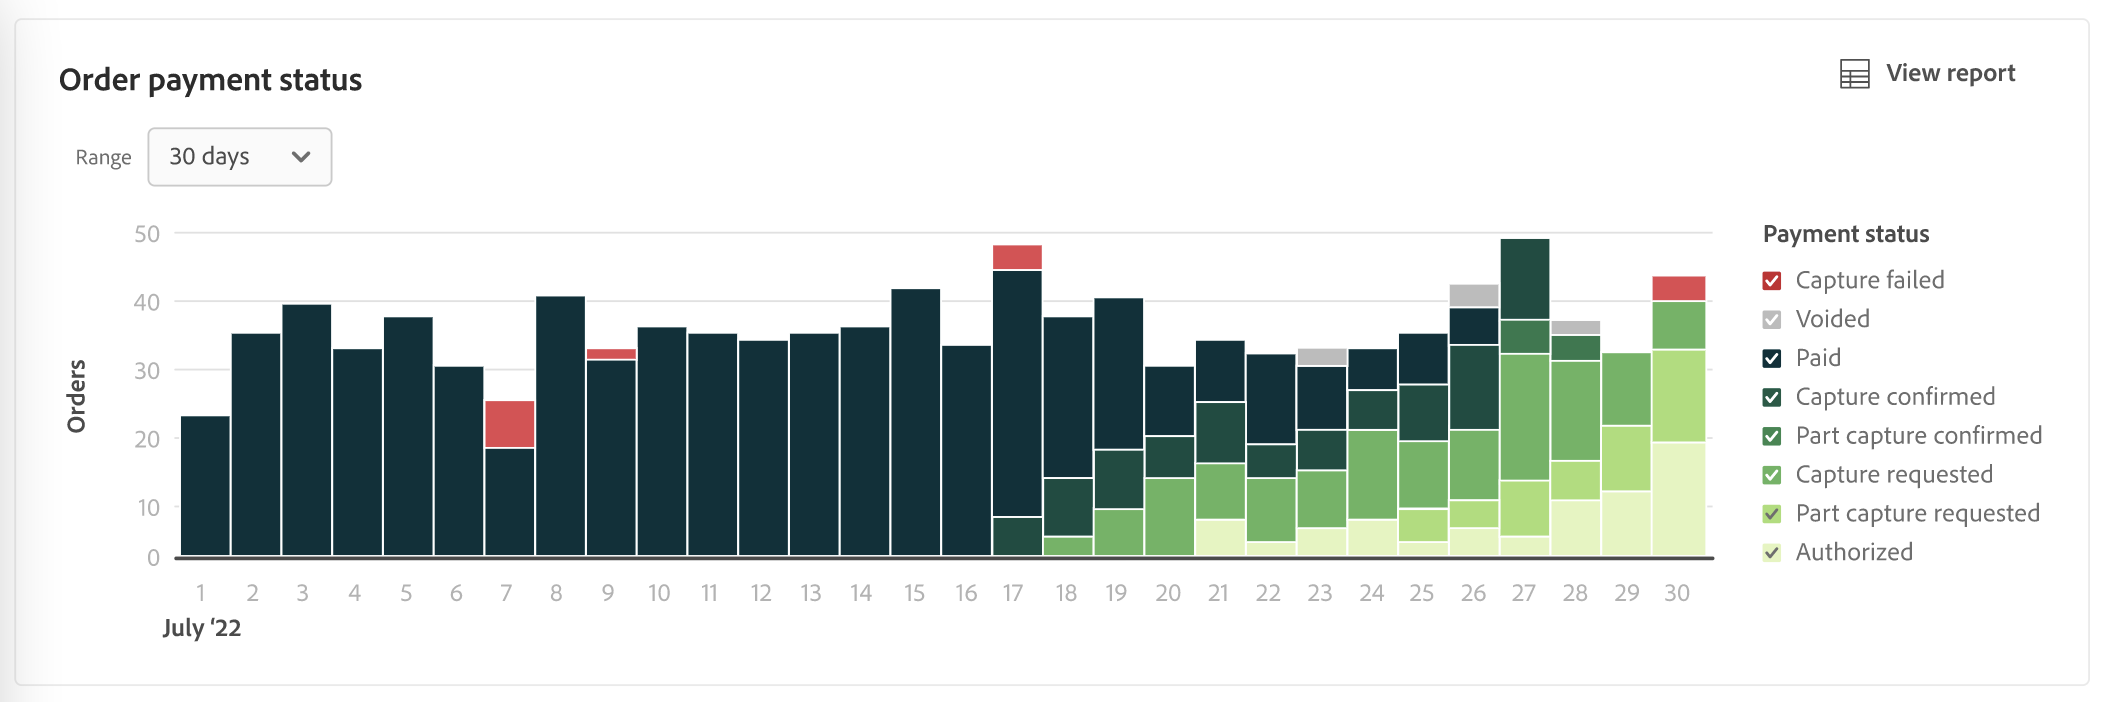 Order payment status
View report
Range
30 days
50
40
30
20
10
0
Orders
1 2 3 4 5 6 7 8 9 10 11 12 13 14 15 16 17 18 19 20 21 22 23 24 25 26 27 28 29 30
July ‘22
Payment status
Capture failed
Voided
Paid
Capture confirmed
Part capture confirmed
Capture requested
Part capture requested
Authorized